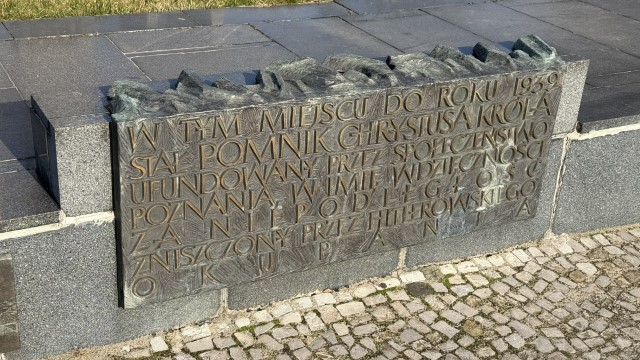 W TYM MIEJSCU DO ROKU 1939
STAŁ POMNIK CHRYSTUSA KRÓLA
UFUNDOWANY PRZEZ SPOŁECZEŃSTWO
POZNANIA W IMIĘ WDZIĘCZNOŚCI
ZA NIEPODLEGŁOŚĆ
ZNISZCZONY PRZEZ HITLEROWSKIEGO
OKUPANTA